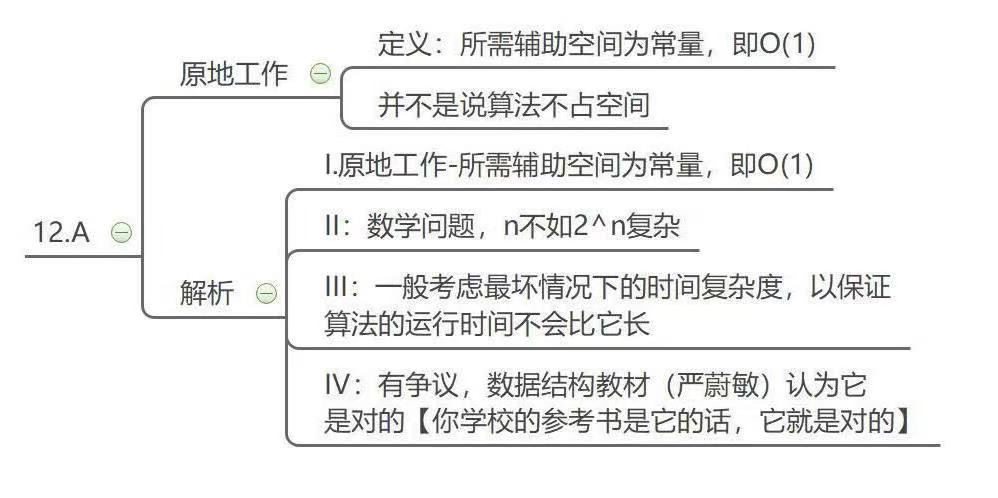 定义：所需辅助空间为常量，即O(1)
原地工作
并不是说算法不占空间
I.原地工作-所需辅助空间为常量，即O(1)
12.A
II：数学问题，n不如2^n复杂
解析
III：一般考虑最坏情况下的时间复杂度，以保证
算法的运行时间不会比它长
IV：有争议，数据结构教材（严蔚敏）认为它
是对的【你学校的参考书是它的话，它就是对的】